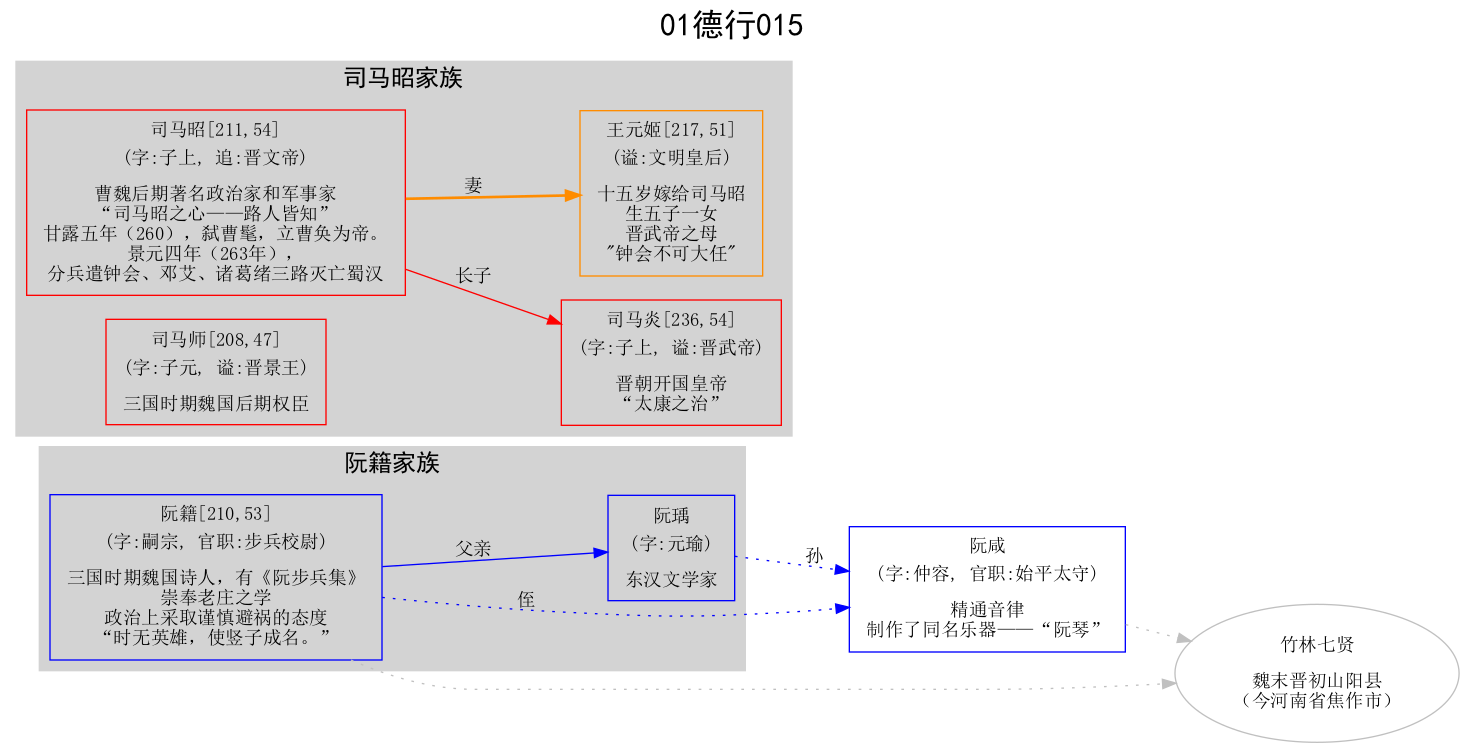 01德行015
司马昭家族
司马昭[211,54]
(字:子上, 追:晋文帝)
曹魏后期著名政治家和军事家
“司马昭之心——路人皆知”
甘露五年（260），弑曹髦，立曹奂为帝。
景元四年（263年），
分兵遣钟会、邓艾、诸葛绪三路灭亡蜀汉
妻
王元姬[217,51]
(谥:文明皇后)
十五岁嫁给司马昭
生五子一女
晋武帝之母
"钟会不可大任"
长子
司马炎[236,54]
(字:子上, 谥:晋武帝)
晋朝开国皇帝
“太康之治”
司马师[208,47]
(字:子元, 谥:晋景王)
三国时期魏国后期权臣
阮籍家族
阮籍[210,53]
(字:嗣宗, 官职:步兵校尉)
三国时期魏国诗人，有《阮步兵集》
崇奉老庄之学
政治上采取谨慎避祸的态度
“时无英雄，使竖子成名。”
父亲
侄
阮瑀
(字:元瑜)
东汉文学家
孙
阮咸
(字:仲容, 官职:始平太守)
精通音律
制作了同名乐器——“阮琴”
竹林七贤
魏末晋初山阳县
（今河南省焦作市）